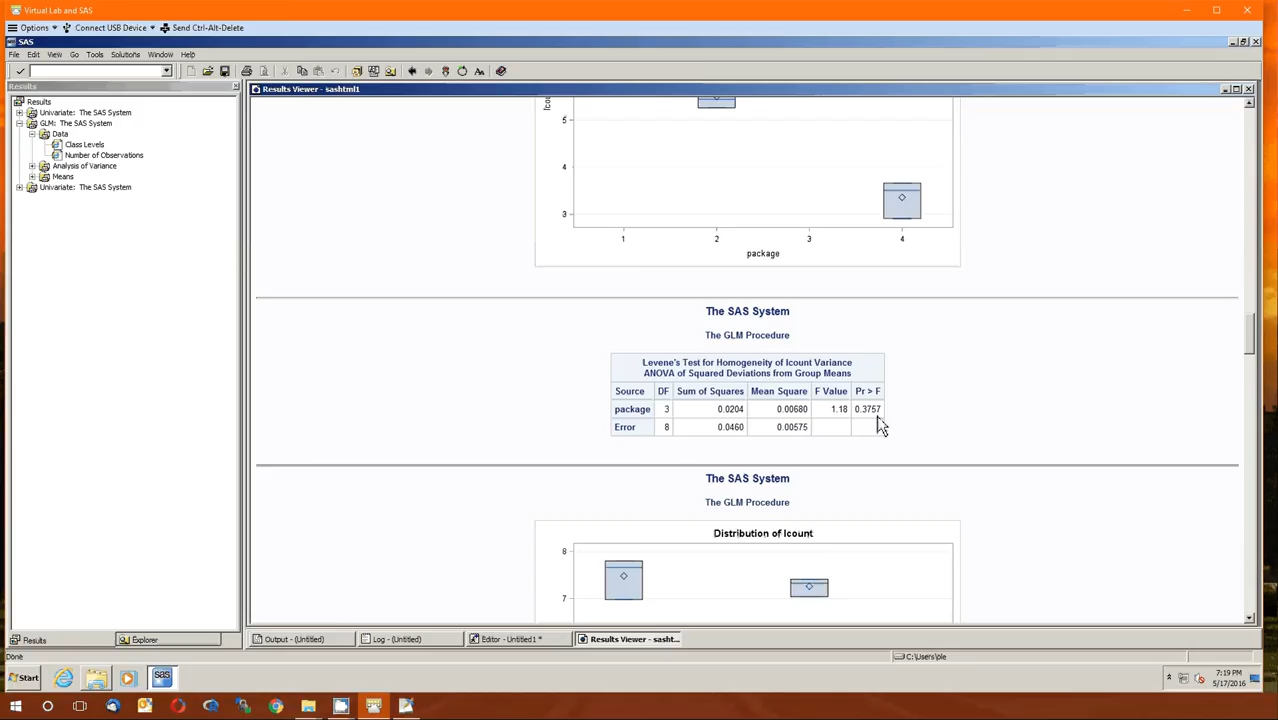 Virtual Lab and SAS
Options Connect USB Device Send Ctrl-Alt-Delete
SAS
File Edit View Go Tools Solutions Window Help
Results
Results
Univariate: The SAS System
GLM: The SAS System
Data
Class Levels
Number of Observations
Analysis of Variance
Means
Univariate: The SAS System
Results Viewer - sashtml1
lcou
5
4
3
1 2 3 4
package
The SAS System
The GLM Procedure
Levene's Test for Homogeneity of lcount Variance
ANOVA of Squared Deviations from Group Means
Source DF Sum of Squares Mean Square F Value Pr > F
package 3 0.0204 0.00680 1.18 0.3757
Error 8 0.0460 0.00575
The SAS System
The GLM Procedure
Distribution of lcount
8
7
Results Explorer
Output - (Untitled) Log - (Untitled) Editor - Untitled1 * Results Viewer - sasht...
Done C:\Users\ple
Start
7:19 PM
5/17/2016